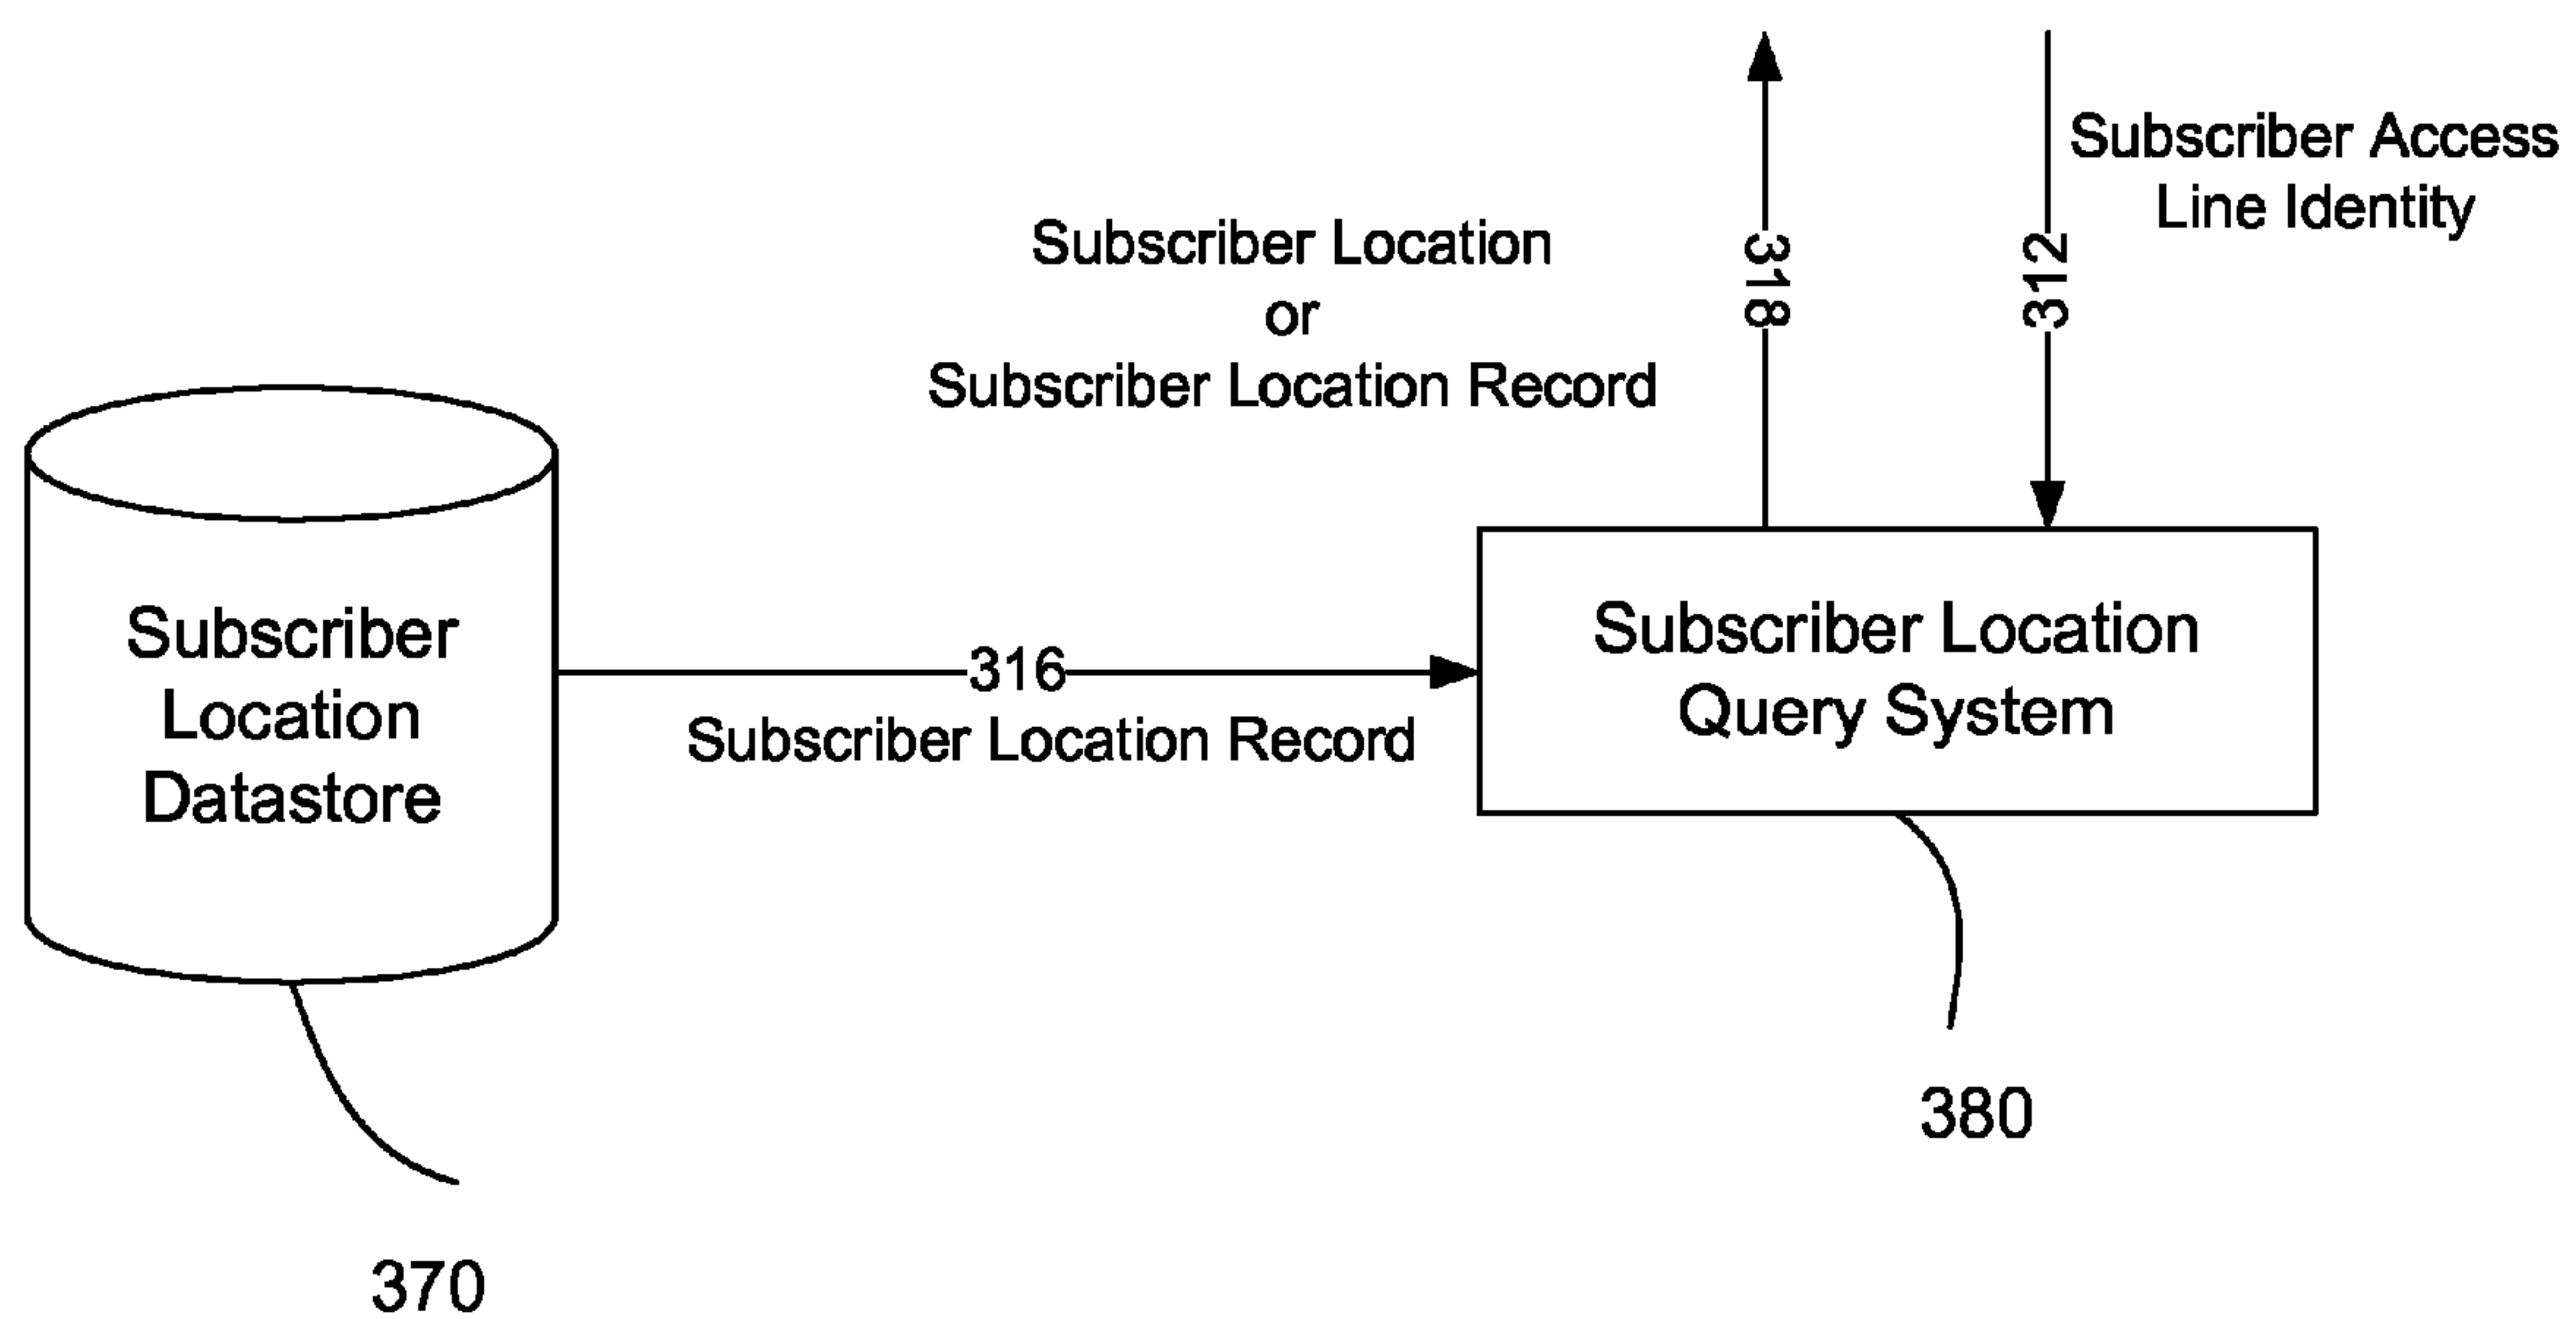 Subscriber Access
Line Identity
312
318
Subscriber Location
or
Subscriber Location Record
Subscriber
Location
Datastore
316
Subscriber Location Record
Subscriber Location
Query System
380
370